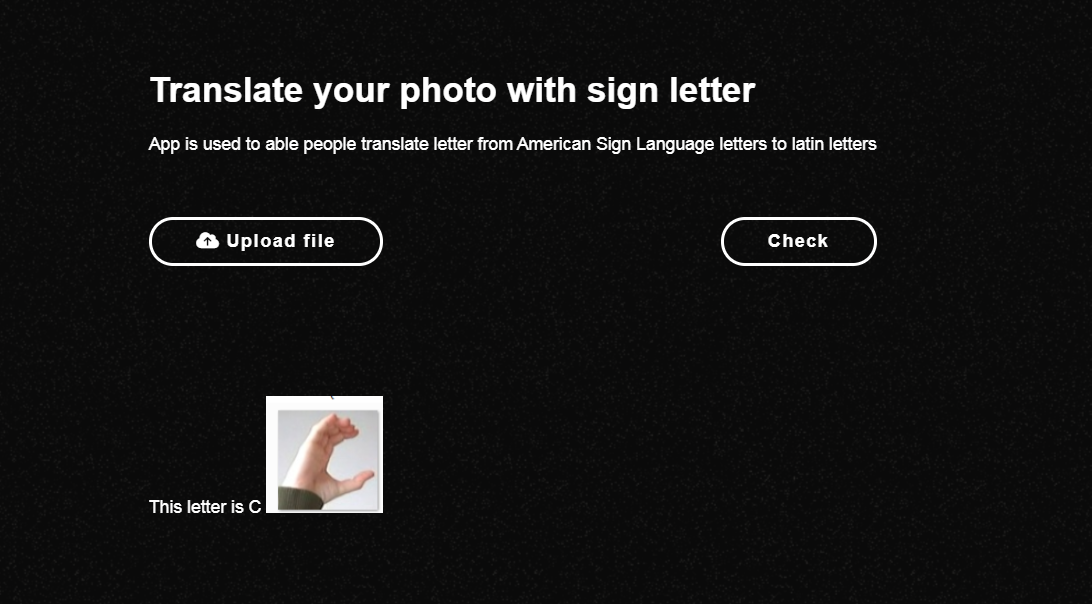 Translate your photo with sign letter
App is used to able people translate letter from American Sign Language letters to latin letters
Upload file
Check
This letter is C